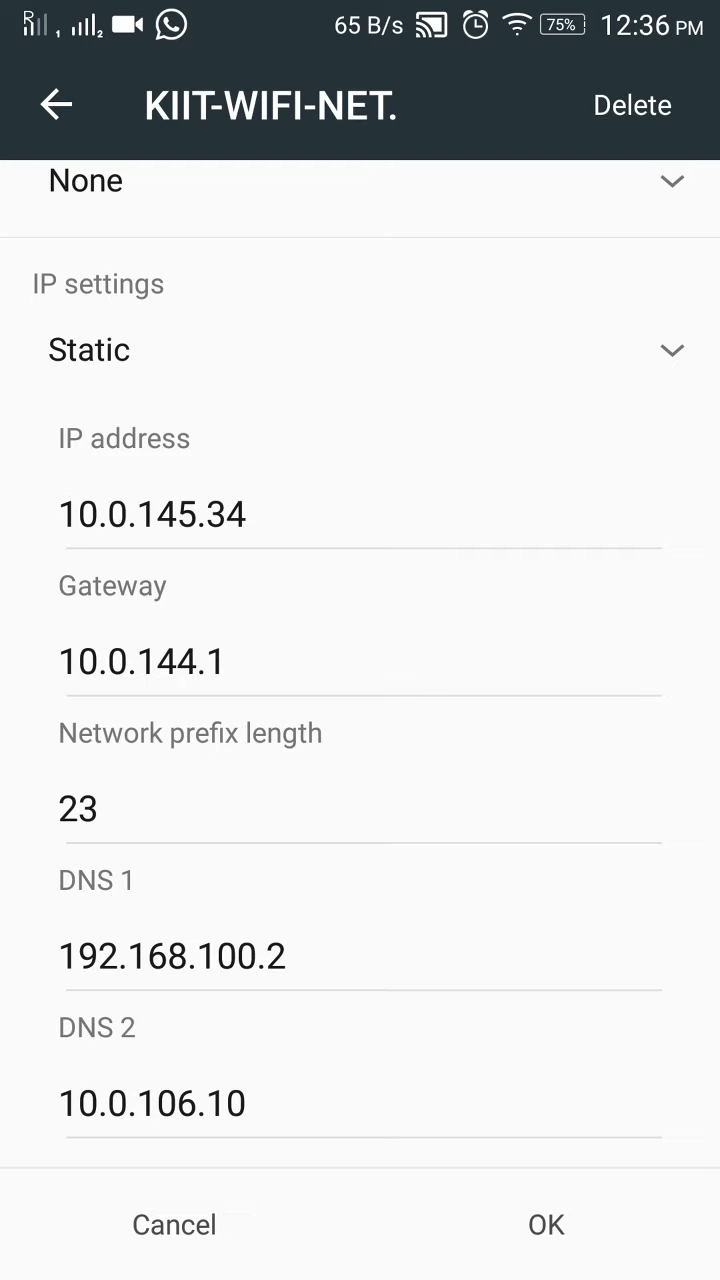 R 1 2 65 B/s 75% 12:36 PM
KIIT-WIFI-NET. Delete
None
IP settings
Static
IP address
10.0.145.34
Gateway
10.0.144.1
Network prefix length
23
DNS 1
192.168.100.2
DNS 2
10.0.106.10
Cancel OK